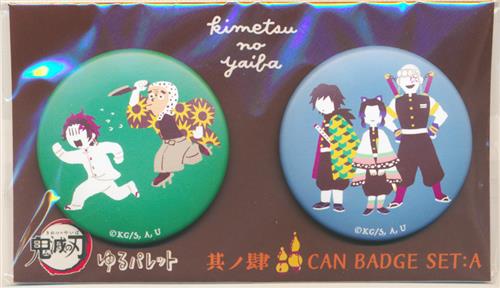 kimetsu
no
yaiba
©KG/S, A, U
©KG/S, A, U
鬼滅の刃
ゆるパレット
其ノ肆 CAN BADGE SET:A